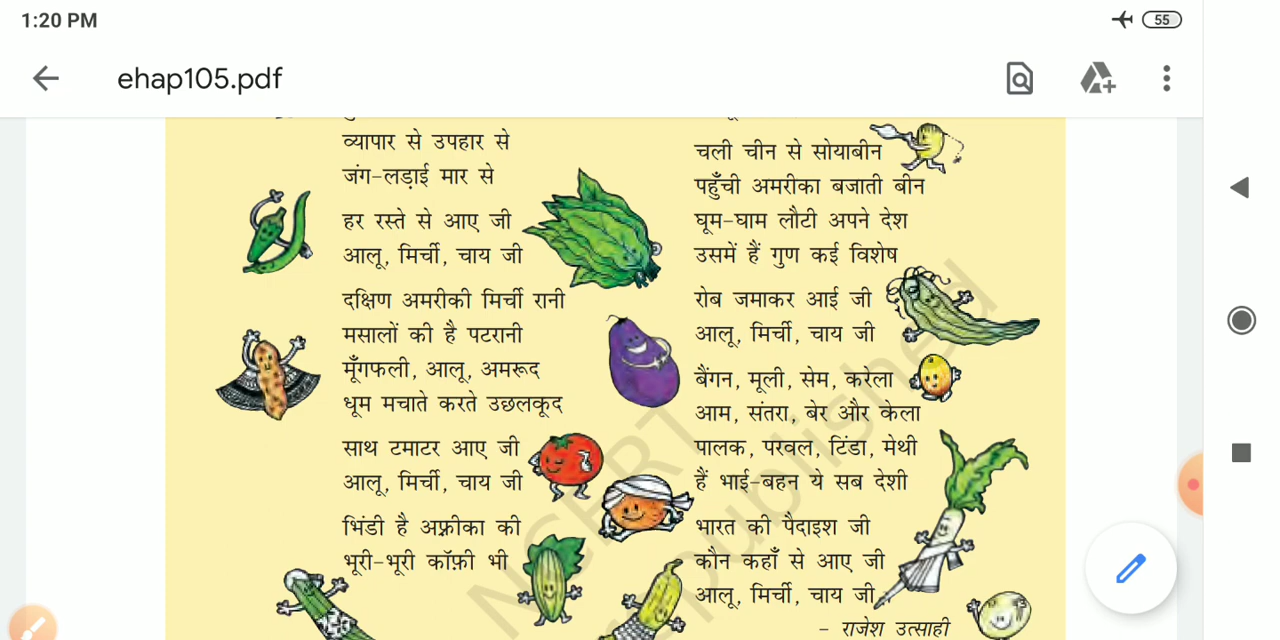 1:20 PM
55
ehap105.pdf
व्यापार से उपहार से
जंग-लड़ाई मार से
हर रस्ते से आए जी
आलू, मिर्ची, चाय जी
दक्षिण अमरीकी मिर्ची रानी
मसालों की है पटरानी
मूँगफली, आलू, अमरूद
धूम मचाते करते उछलकूद
साथ टमाटर आए जी
आलू, मिर्ची, चाय जी
भिंडी है अफ़्रीका की
भूरी-भूरी कॉफ़ी भी
चली चीन से सोयाबीन
पहुँची अमरीका बजाती बीन
घूम-घाम लौटी अपने देश
उसमें हैं गुण कई विशेष
रोब जमाकर आई जी
आलू, मिर्ची, चाय जी
बैंगन, मूली, सेम, करेला
आम, संतरा, बेर और केला
पालक, परवल, टिंडा, मेथी
हैं भाई-बहन ये सब देशी
भारत की पैदाइश जी
कौन कहाँ से आए जी
आलू, मिर्ची, चाय जी
- राजेश उत्साही
NCERT
republished